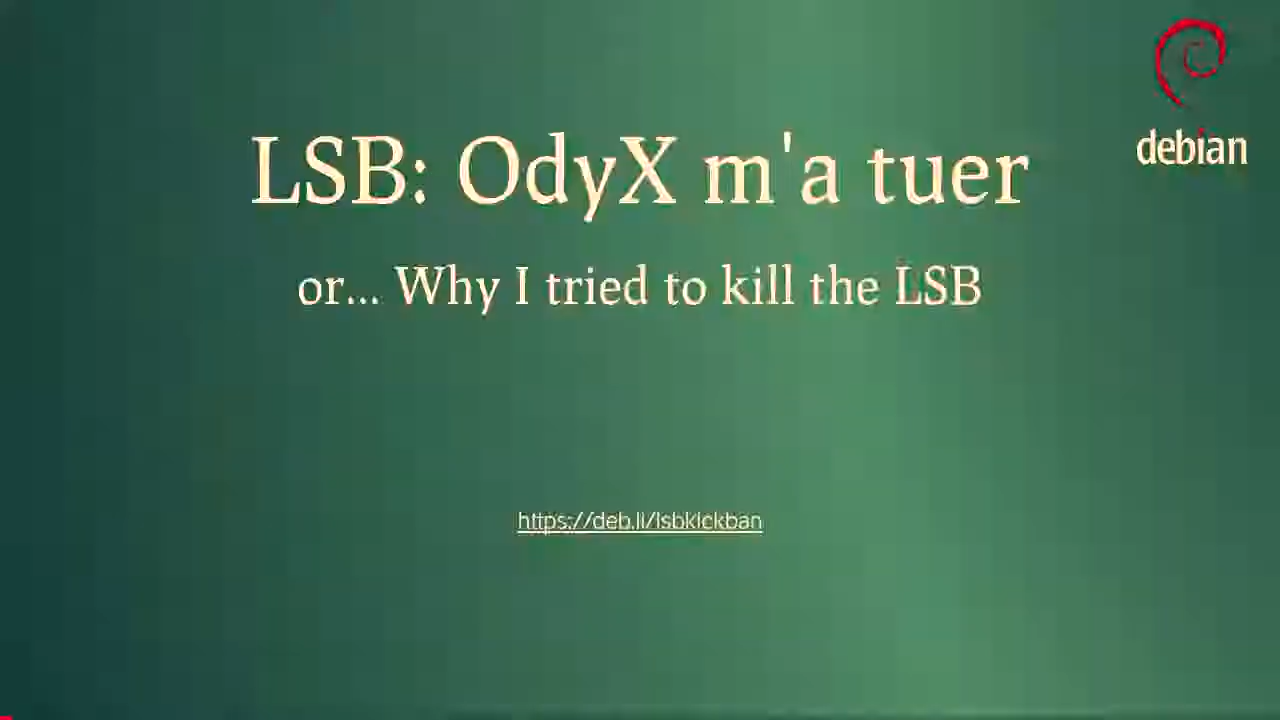 debian
LSB: OdyX m'a tuer
or... Why I tried to kill the LSB
https://deb.li/lsbkickban